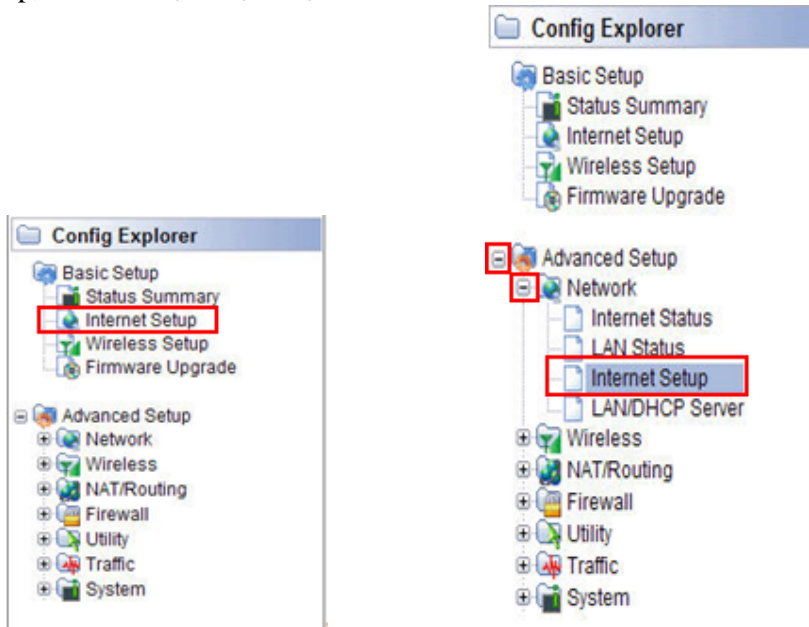 Config Explorer
Basic Setup
Status Summary
Internet Setup
Wireless Setup
Firmware Upgrade
Advanced Setup
Network
Wireless
NAT/Routing
Firewall
Utility
Traffic
System
Config Explorer
Basic Setup
Status Summary
Internet Setup
Wireless Setup
Firmware Upgrade
Advanced Setup
Network
Internet Status
LAN Status
Internet Setup
LAN/DHCP Server
Wireless
NAT/Routing
Firewall
Utility
Traffic
System